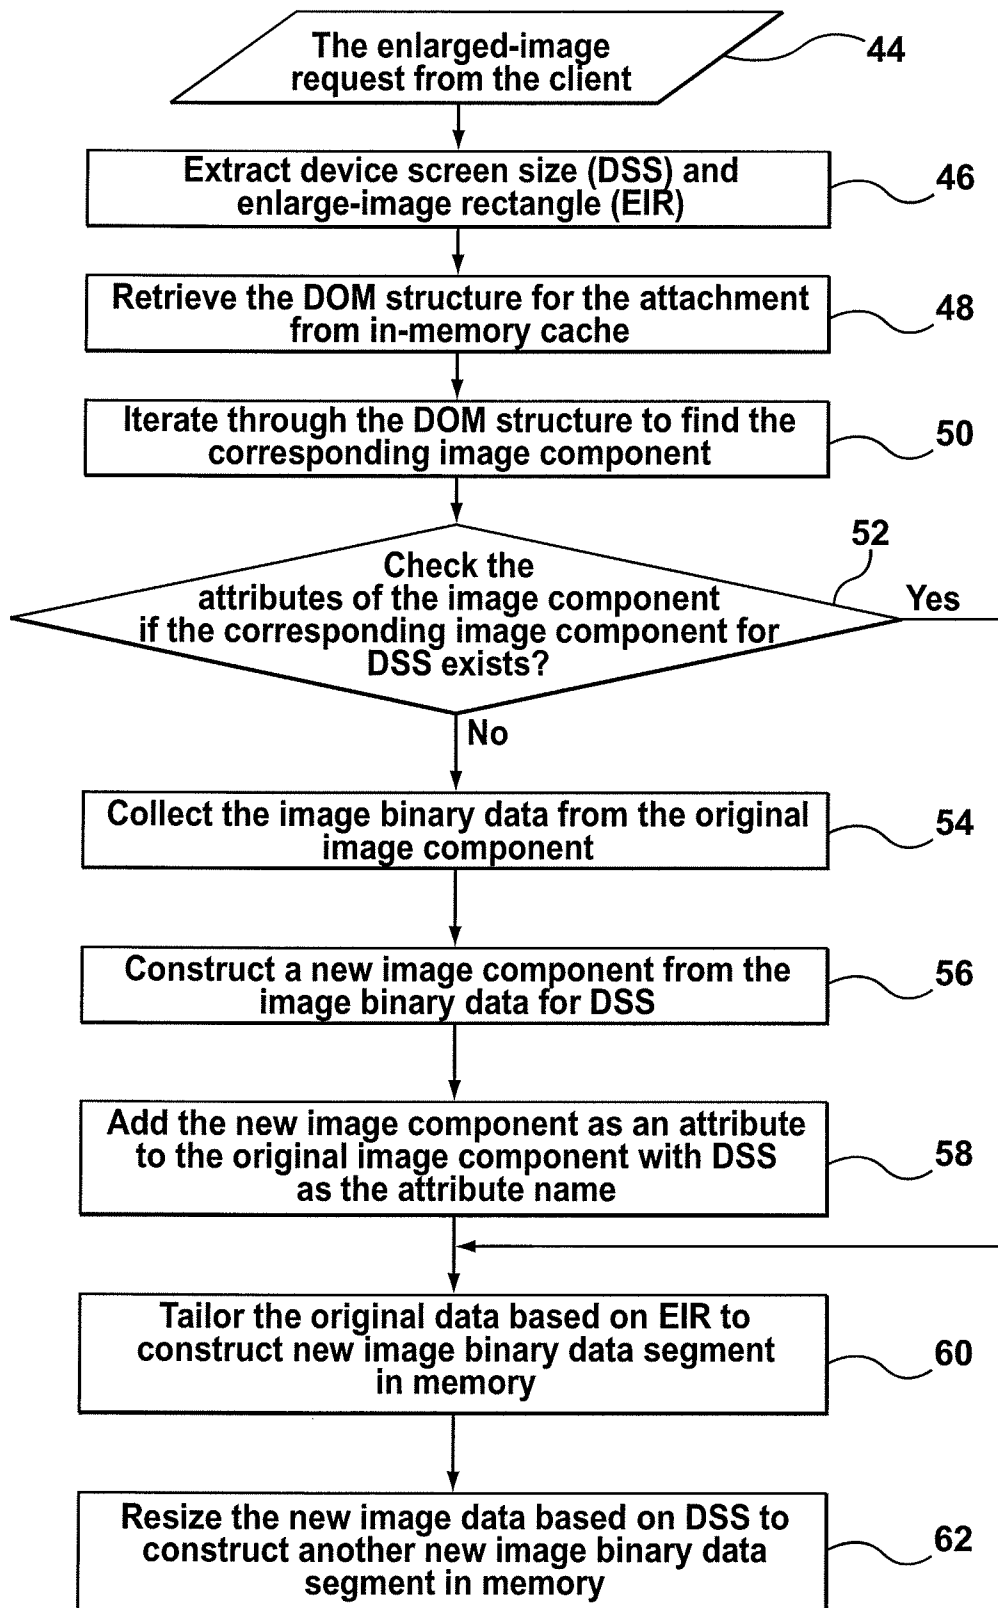 The enlarged-image
request from the client
44
Extract device screen size (DSS) and
enlarge-image rectangle (EIR)
46
Retrieve the DOM structure for the attachment
from in-memory cache
48
Iterate through the DOM structure to find the
corresponding image component
50
52
Check the
attributes of the image component
if the corresponding image component for
DSS exists?
Yes
No
Collect the image binary data from the original
image component
54
Construct a new image component from the
image binary data for DSS
56
Add the new image component as an attribute
to the original image component with DSS
as the attribute name
58
Tailor the original data based on EIR to
construct new image binary data segment
in memory
60
Resize the new image data based on DSS to
construct another new image binary data
segment in memory
62